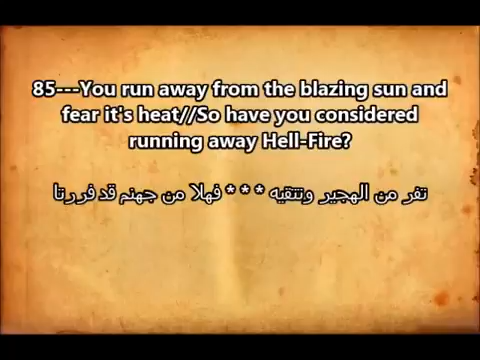 85---You run away from the blazing sun and
fear it's heat//So have you considered
running away Hell-Fire?
تفر من الهجير وتتقيه * * * فهلا من جهنم قد فررتا